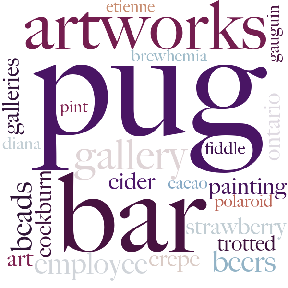 etienne
artworks
gauguin
brewhema
galleries
pug
pint
diana
fiddle
ontario
gallery
cider
cacao
painting
beads
cockburn
bar
polaroid
strawberry
art
employee
crepe
trotted
beers